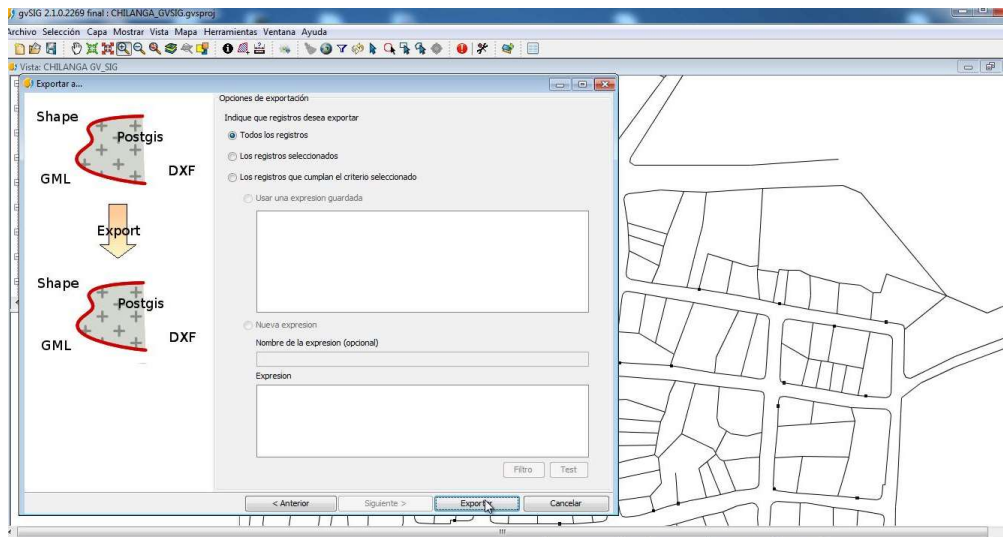 gvSIG 2.1.0.2269 final : CHILANGA_GVSIG.gvsproj
Archivo Selección Capa Mostrar Vista Mapa Herramientas Ventana Ayuda
Vista: CHILANGA GV_SIG
Exportar a...
Shape
Postgis
GML
DXF
Export
Shape
Postgis
GML
DXF
Opciones de exportación
Indique que registros desea exportar
Todos los registros
Los registros seleccionados
Los registros que cumplan el criterio seleccionado
Usar una expresion guardada
Nueva expresion
Nombre de la expresion (opcional)
Expresion
Filtro Test
< Anterior Siguiente > Exportar Cancelar